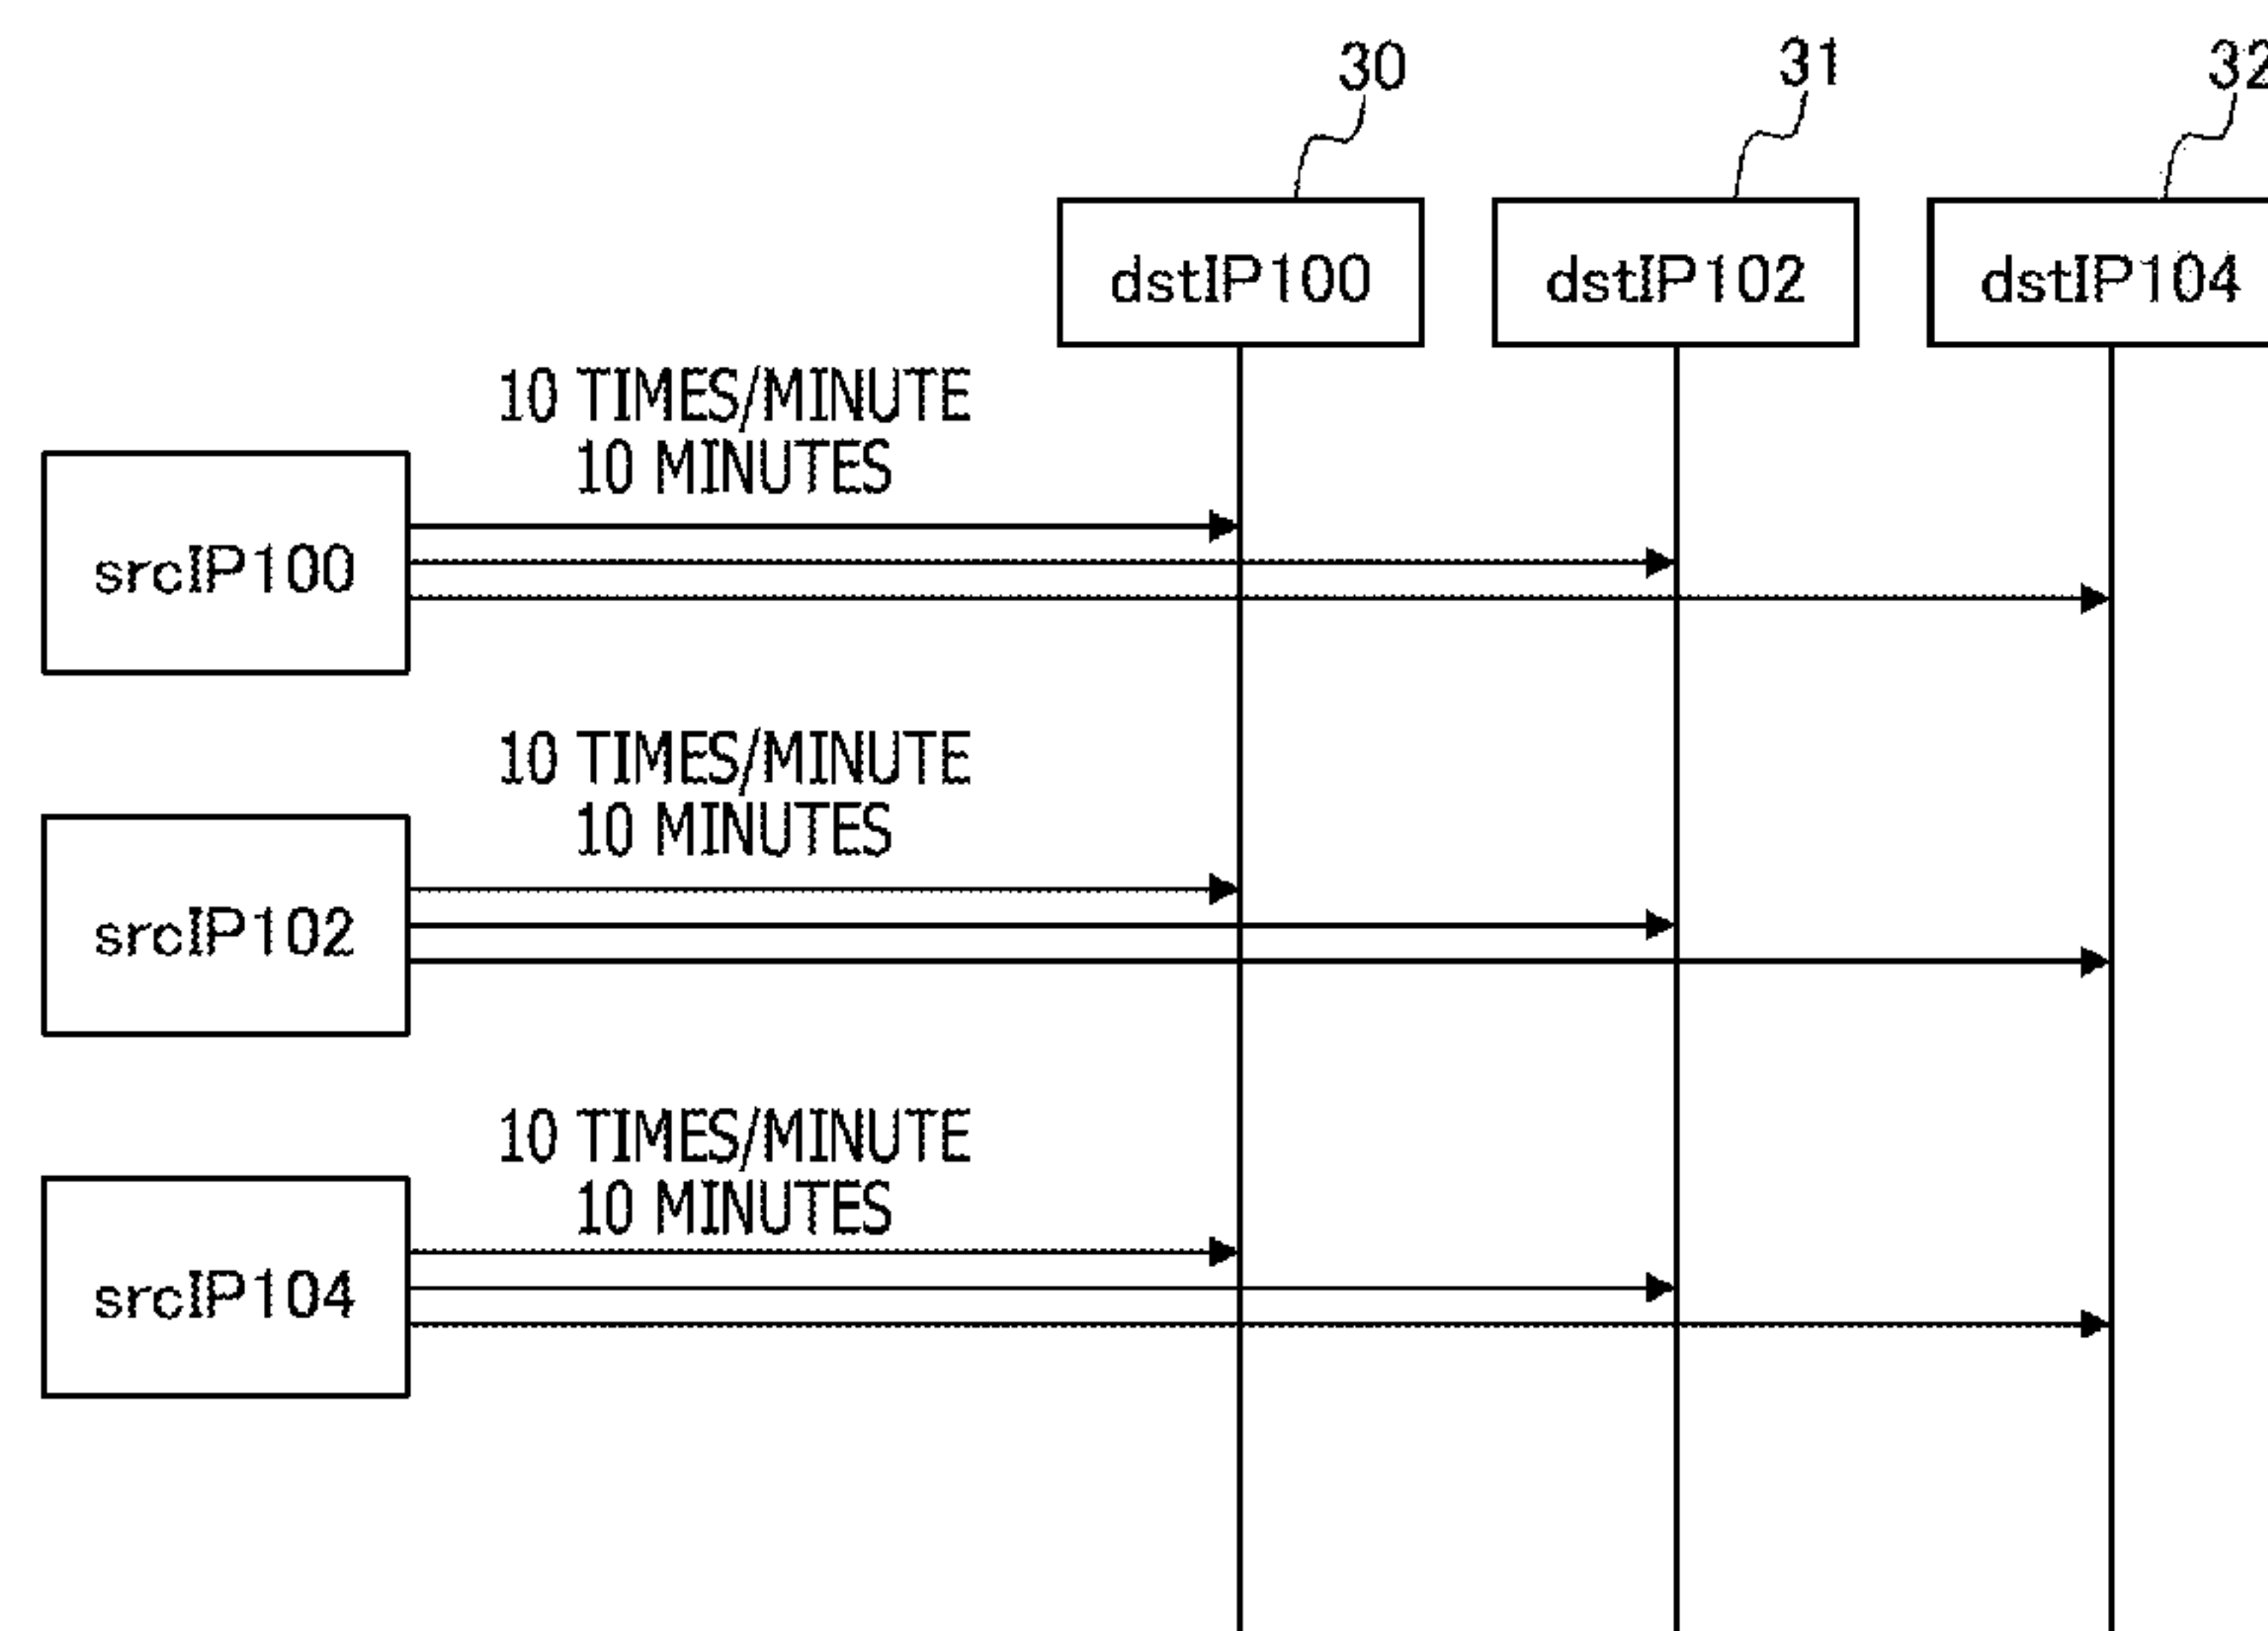 30
31
32
dstIP100
dstIP102
dstIP104
10 TIMES/MINUTE
10 MINUTES
srcIP100
10 TIMES/MINUTE
10 MINUTES
srcIP102
10 TIMES/MINUTE
10 MINUTES
srcIP104